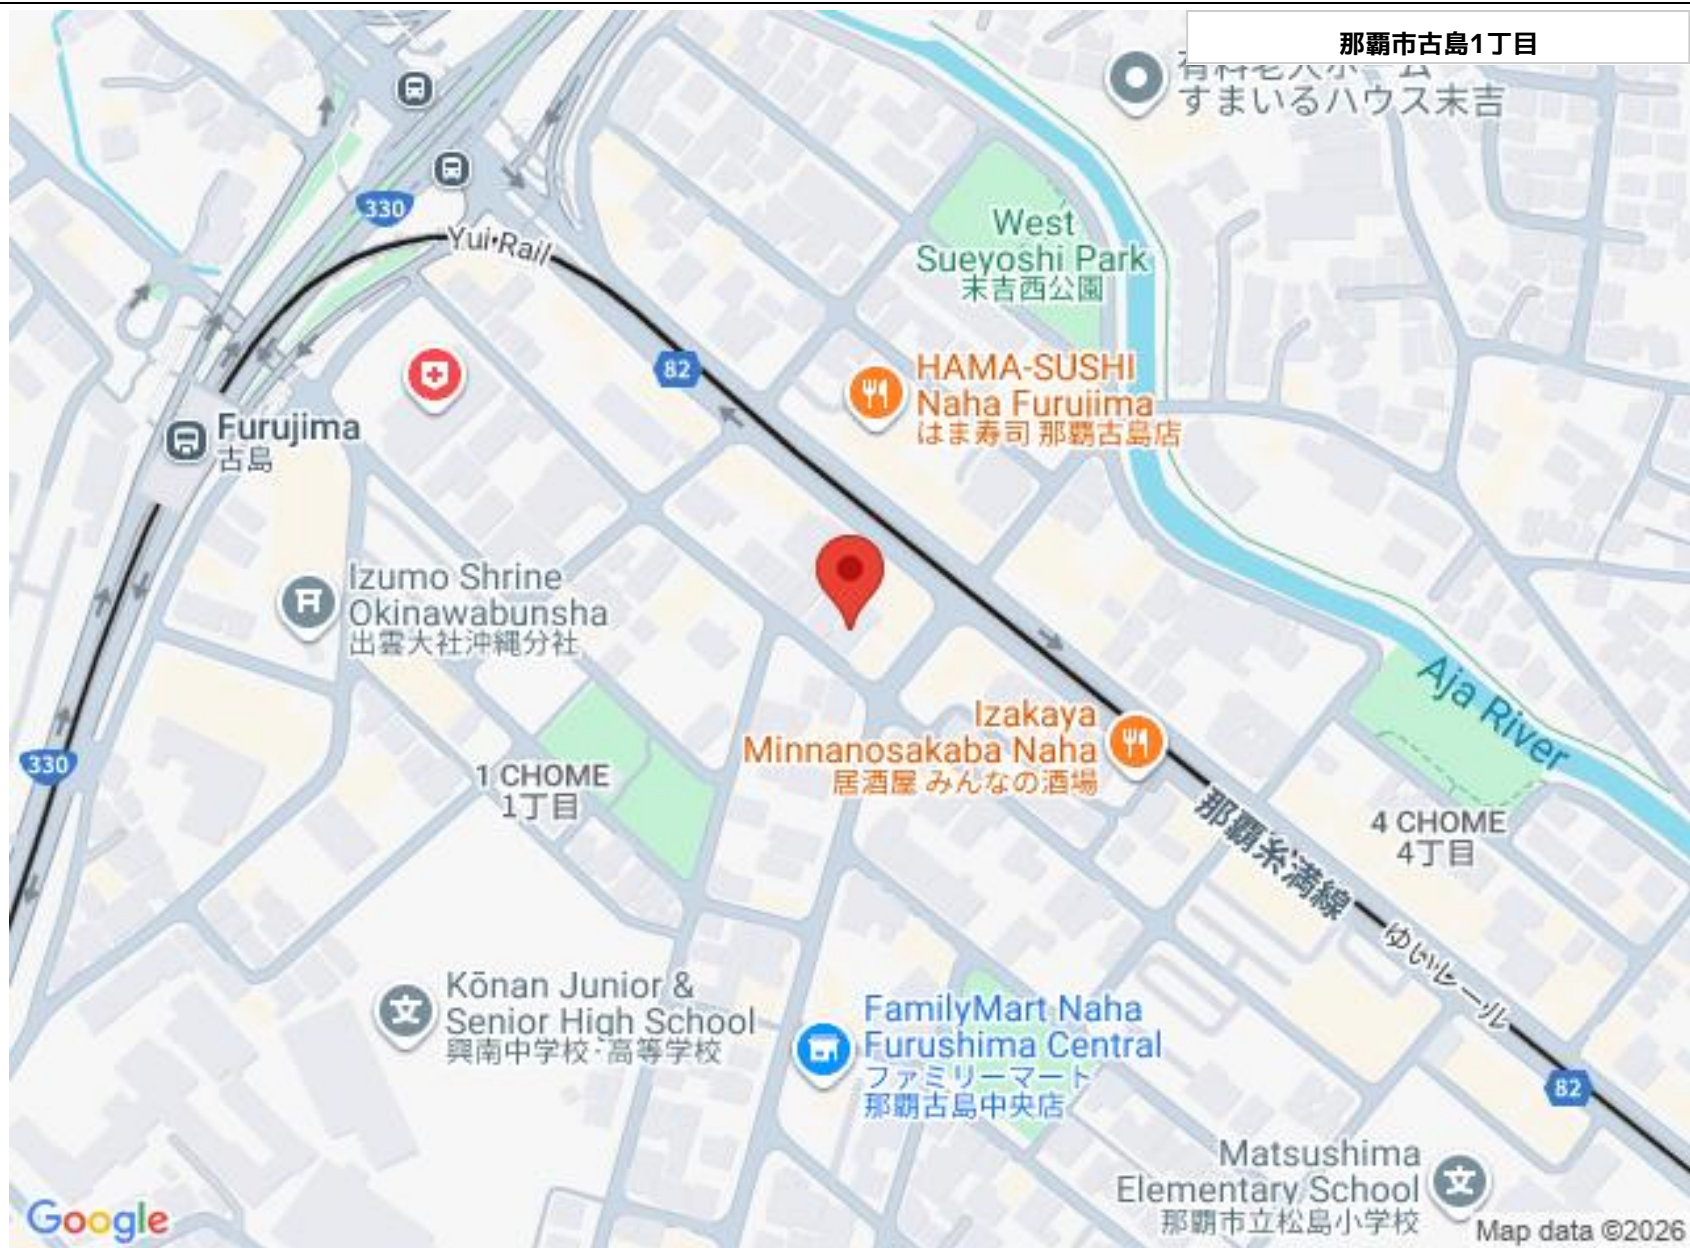 那覇市古島1丁目
すまいるハウス末吉
330
Yui Rail
West
Sueyoshi Park
末吉西公園
82
HAMA-SUSHI
Naha Furujima
はま寿司 那覇古島店
Furujima
古島
Izumo Shrine
Okinawabunsha
出雲大社沖縄分社
Aja River
Izakaya
Minnanosakaba Naha
居酒屋 みんなの酒場
330
1 CHOME
1丁目
那覇糸満線
4 CHOME
4丁目
ゆいレール
Kōnan Junior &
Senior High School
興南中学校・高等学校
FamilyMart Naha
Furushima Central
ファミリーマート
那覇古島中央店
82
Matsushima
Elementary School
那覇市立松島小学校
Google
Map data ©2026